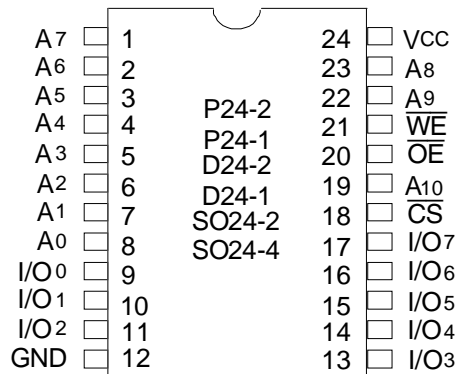 A7 1 24 VCC
A6 2 23 A8
A5 3 22 A9
A4 4 P24-2 21 WE
A3 5 P24-1 20 OE
A2 6 D24-2 19 A10
A1 7 D24-1 18 CS
A0 8 SO24-2 17 I/O7
I/O0 9 SO24-4 16 I/O6
I/O1 10 15 I/O5
I/O2 11 14 I/O4
GND 12 13 I/O3